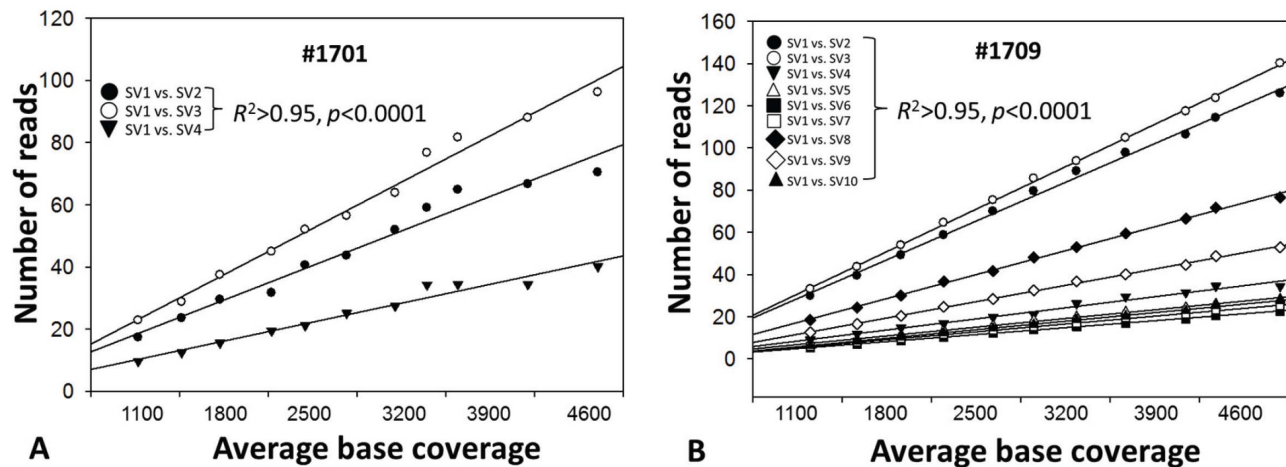 120
100
80
60
40
20
0
Number of reads
#1701
SV1 vs. SV2
SV1 vs. SV3
SV1 vs. SV4
R²>0.95, p<0.0001
1100 1800 2500 3200 3900 4600
A Average base coverage
160
140
120
100
80
60
40
20
0
Number of reads
#1709
SV1 vs. SV2
SV1 vs. SV3
SV1 vs. SV4
SV1 vs. SV5
SV1 vs. SV6
SV1 vs. SV7
SV1 vs. SV8
SV1 vs. SV9
SV1 vs. SV10
R²>0.95, p<0.0001
1100 1800 2500 3200 3900 4600
B Average base coverage